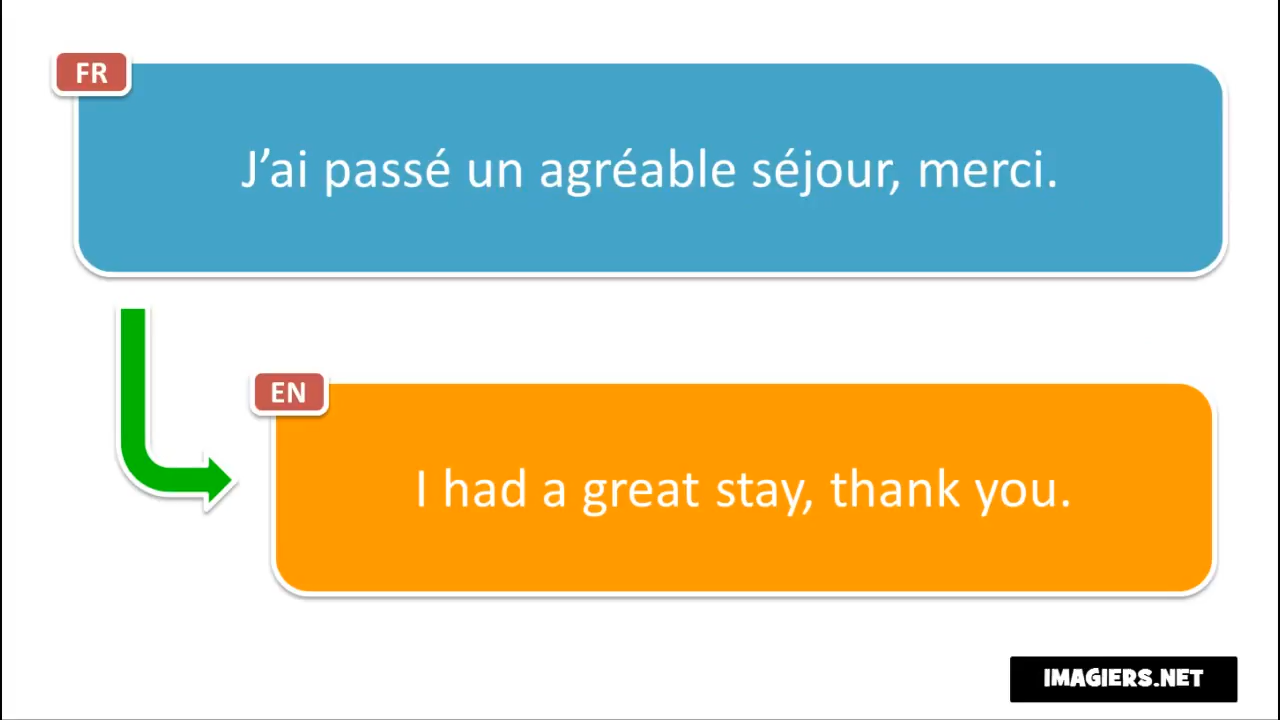 FR
J’ai passé un agréable séjour, merci.
EN
I had a great stay, thank you.
IMAGIERS.NET